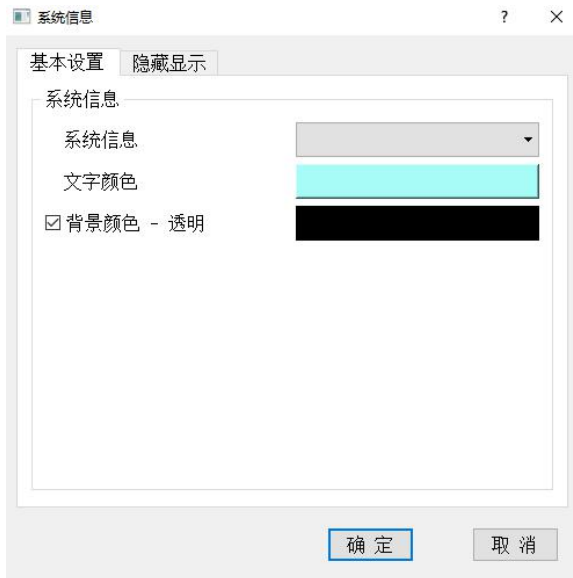 系统信息
基本设置 隐藏显示
系统信息
系统信息
文字颜色
背景颜色 - 透明
确定 取消